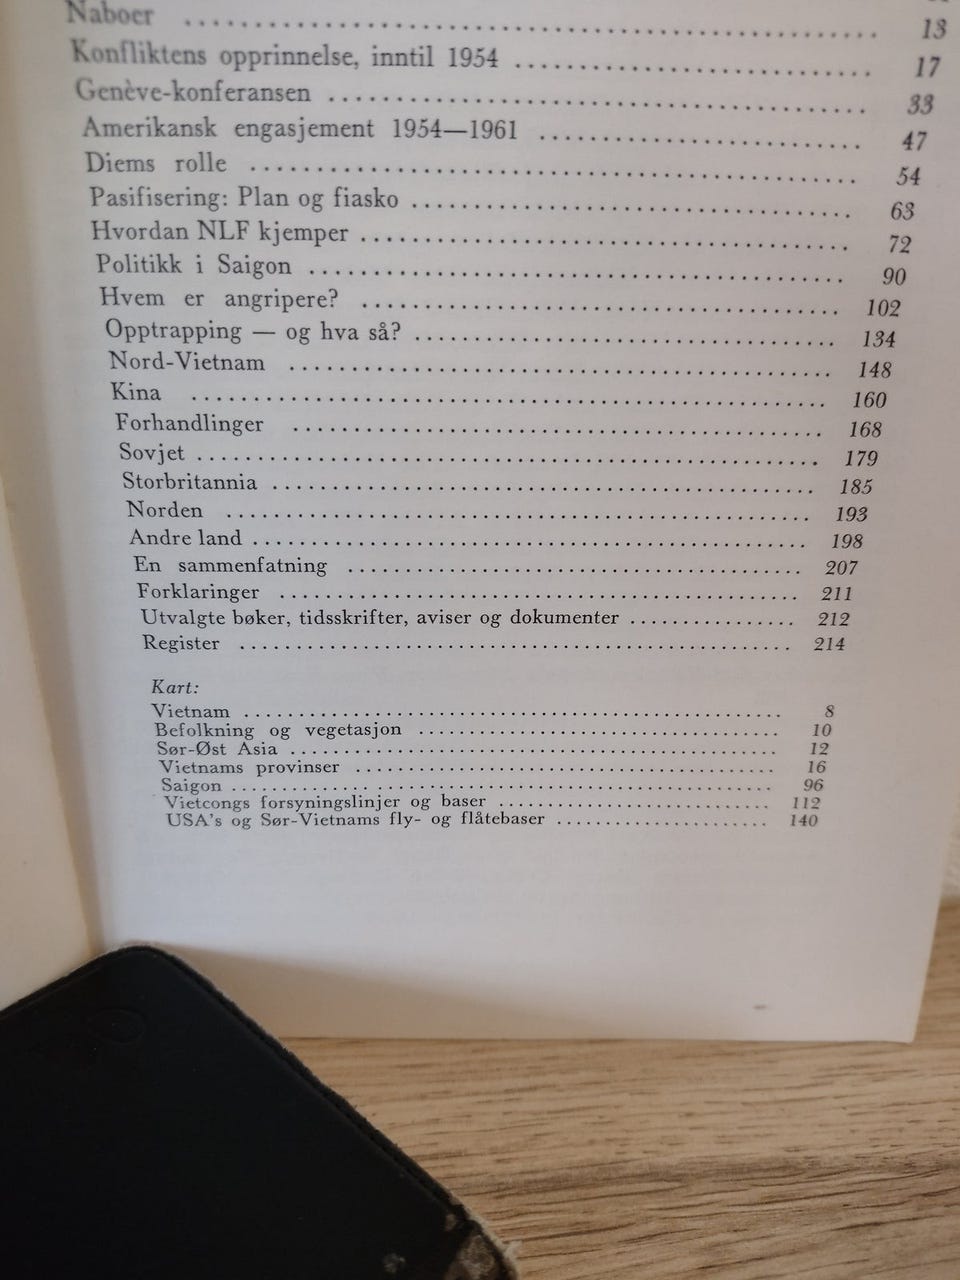 Naboer ........................................ 13
Konfliktens opprinnelse, inntil 1954 ........................ 17
Genève-konferansen .................................... 33
Amerikansk engasjement 1954—1961 ...................... 47
Diems rolle .......................................... 54
Pasifisering: Plan og fiasko .............................. 63
Hvordan NLF kjemper .................................. 72
Politikk i Saigon ...................................... 90
Hvem er angripere? .................................. 102
Opptrapping — og hva så? .............................. 134
Nord-Vietnam ........................................ 148
Kina ................................................ 160
Forhandlinger ........................................ 168
Sovjet .............................................. 179
Storbritannia ........................................ 185
Norden .............................................. 193
Andre land .......................................... 198
En sammenfatning .................................... 207
Forklaringer ........................................ 211
Utvalgte bøker, tidsskrifter, aviser og dokumenter ................ 212
Register ............................................ 214
Kart:
Vietnam ............................................ 8
Befolkning og vegetasjon .............................. 10
Sør-Øst Asia ........................................ 12
Vietnams provinser .................................... 16
Saigon .............................................. 96
Vietcongs forsyningslinjer og baser ........................ 112
USA's og Sør-Vietnams fly- og flåtebaser .................... 140